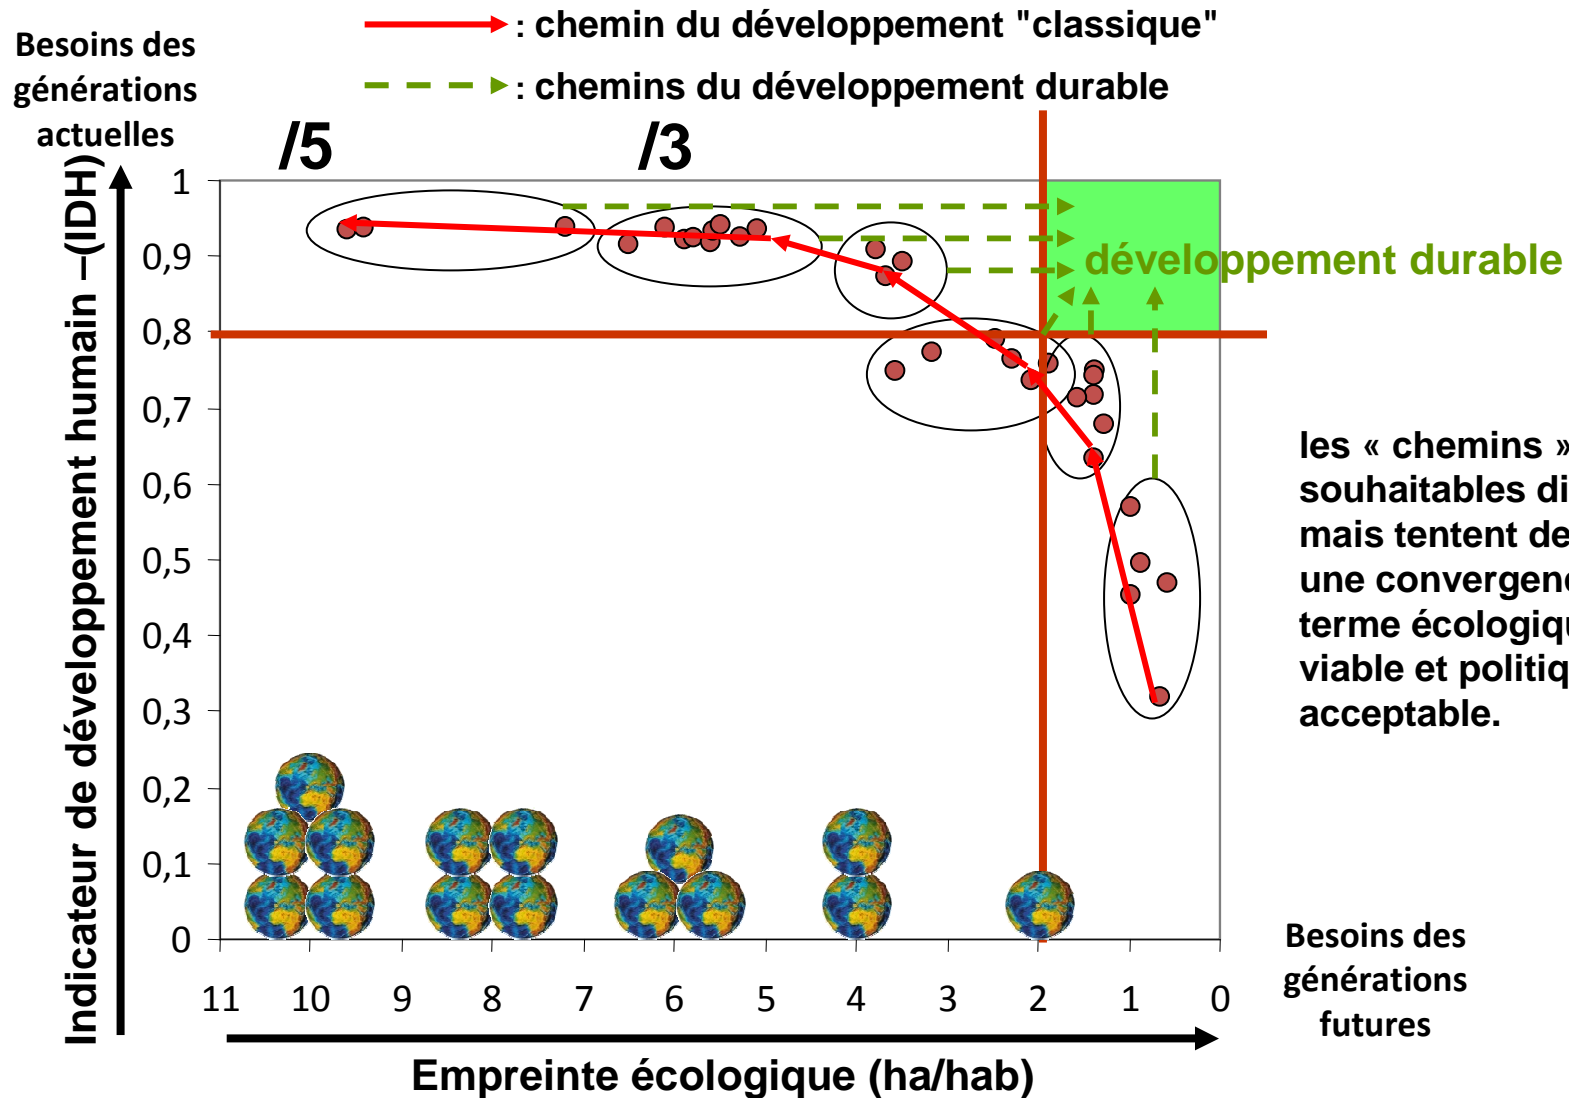 : chemin du développement "classique"
: chemins du développement durable
Besoins des
générations
actuelles
/5
/3
Indicateur de développement humain –(IDH)
1
0,9
0,8
0,7
0,6
0,5
0,4
0,3
0,2
0,1
0
développement durable
les « chemins »
souhaitables di
mais tentent de
une convergenc
terme écologiqu
viable et politiq
acceptable.
11 10 9 8 7 6 5 4 3 2 1 0
Empreinte écologique (ha/hab)
Besoins des
générations
futures